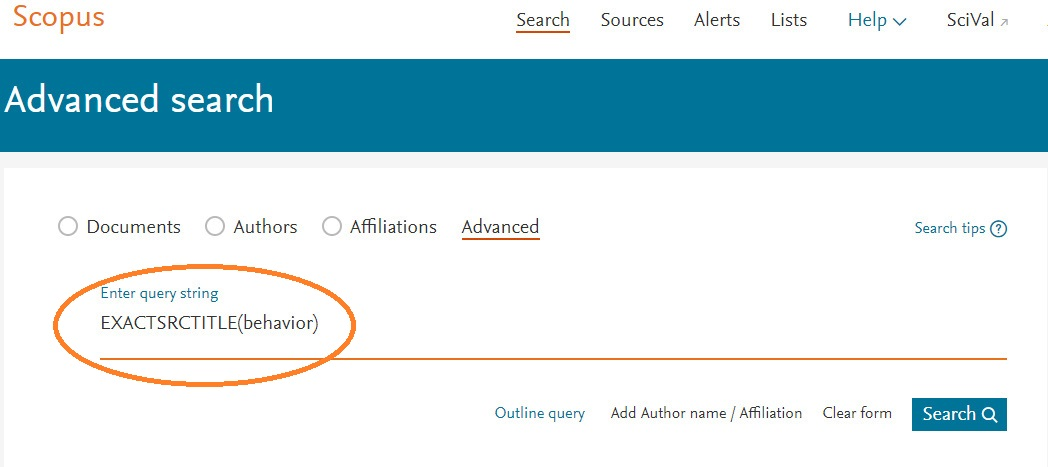 Scopus
Search Sources Alerts Lists Help SciVal
Advanced search
Documents Authors Affiliations Advanced Search tips ?
Enter query string
EXACTSRCTITLE(behavior)
Outline query Add Author name / Affiliation Clear form Search